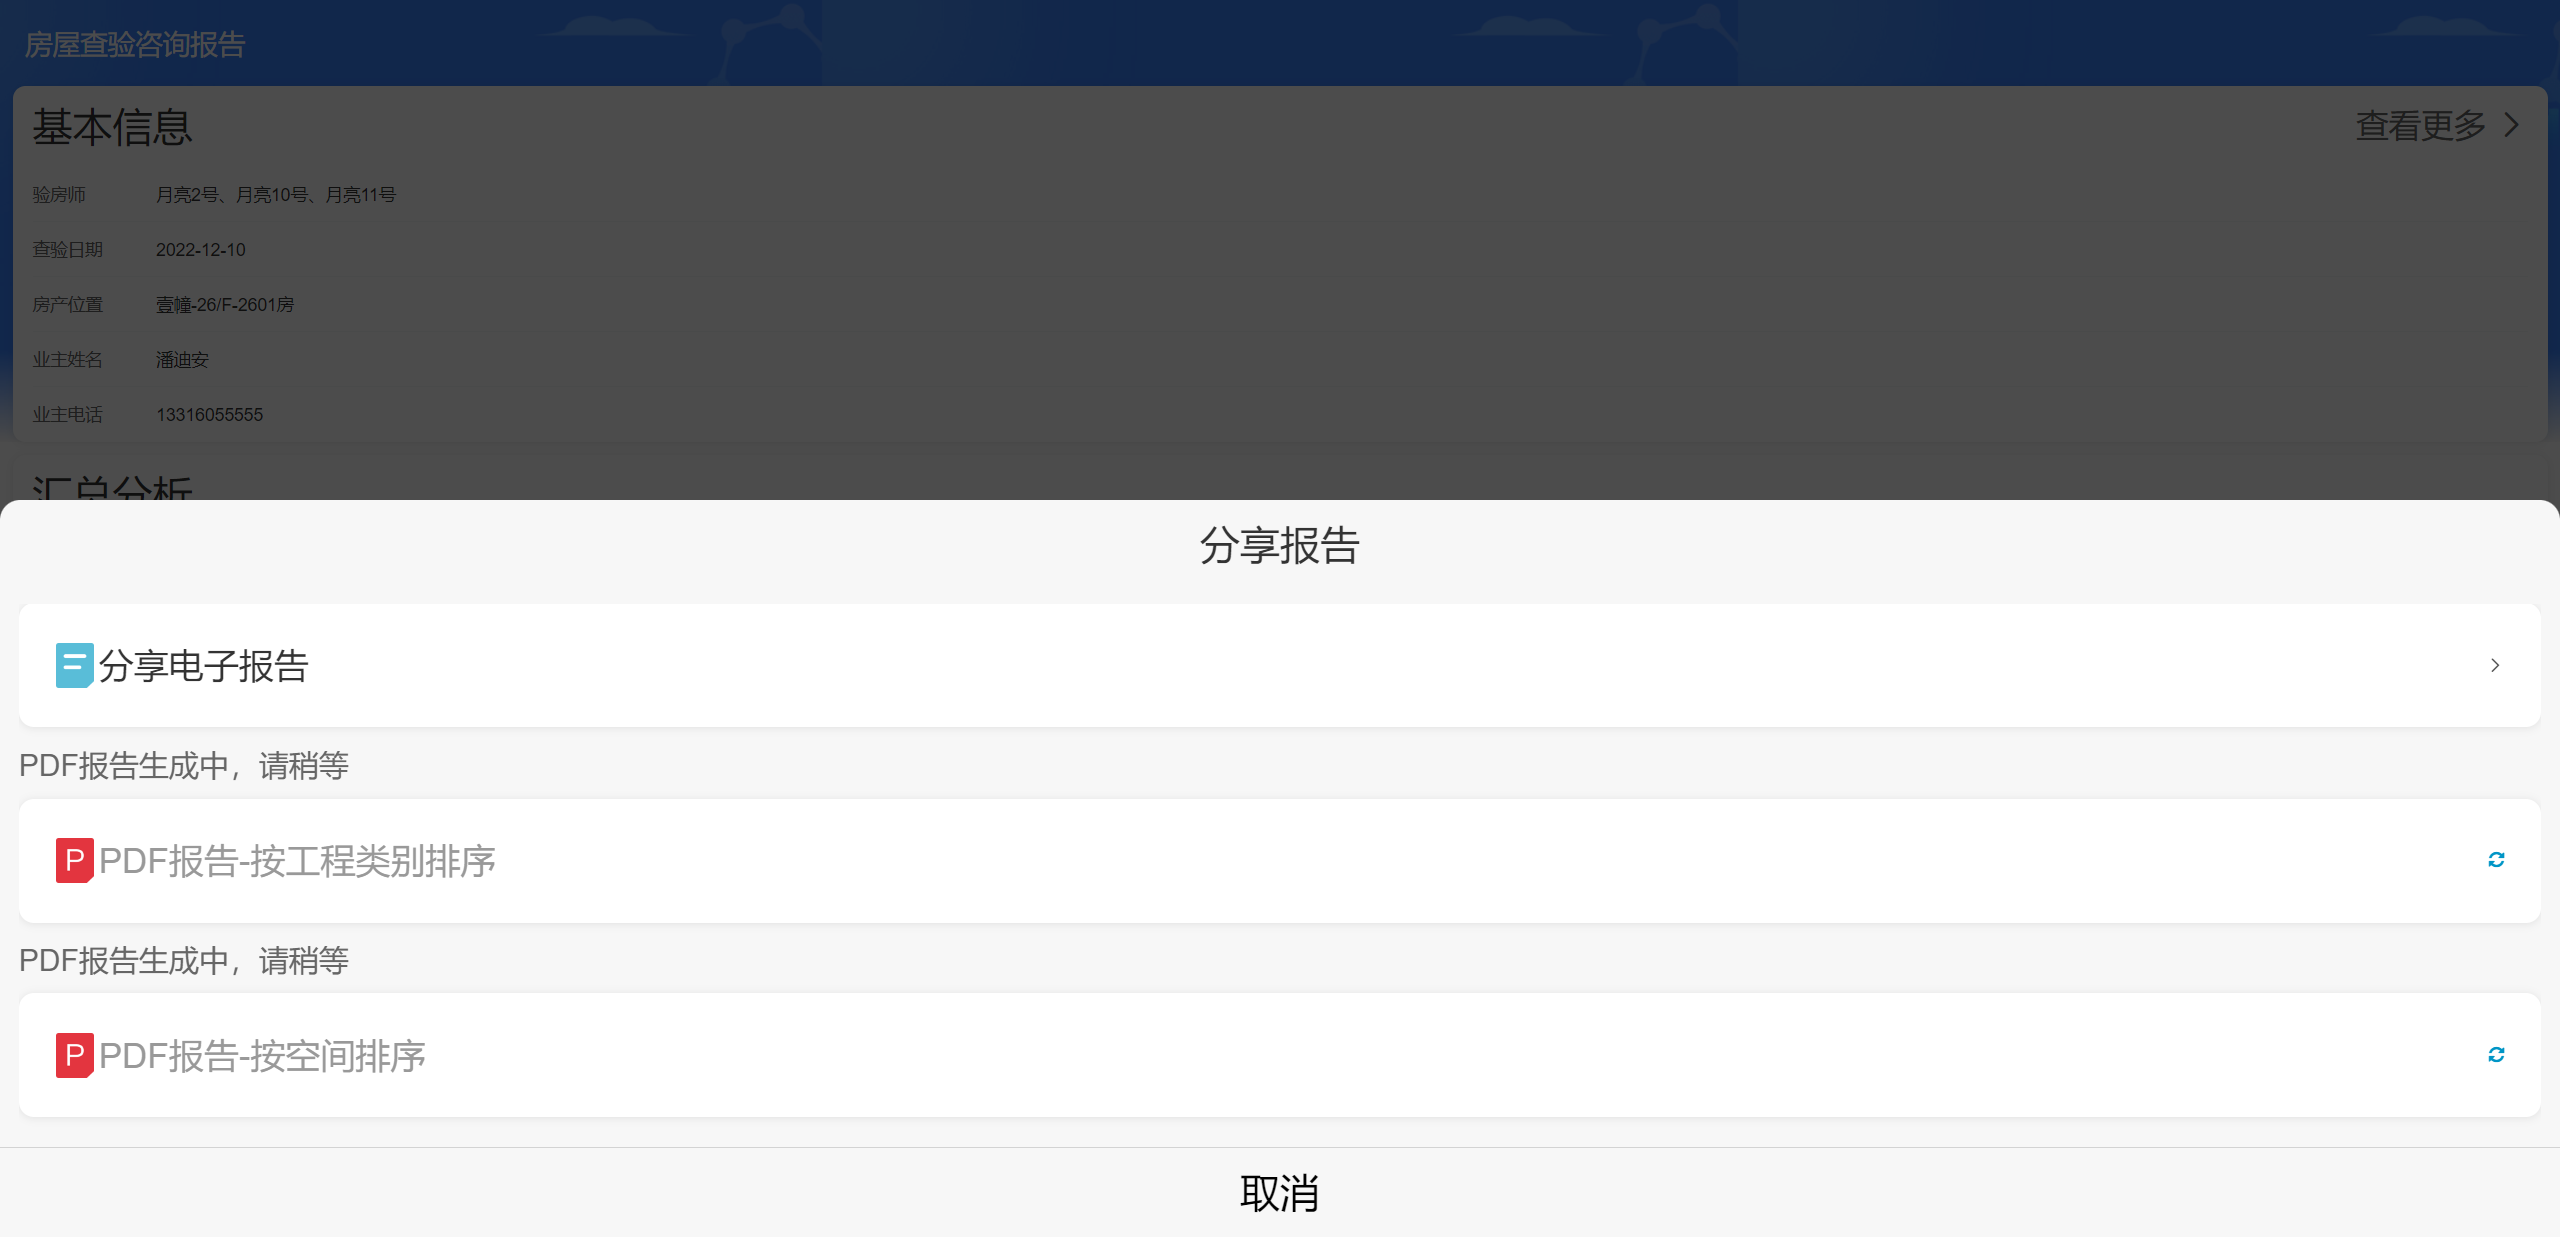 房屋查验咨询报告
基本信息
查看更多
验房师 月亮2号、月亮10号、月亮11号
查验日期 2022-12-10
房产位置 壹幢-26/F-2601房
业主姓名 潘迪安
业主电话 13316055555
汇总分析
分享报告
分享电子报告
PDF报告生成中，请稍等
P PDF报告-按工程类别排序
PDF报告生成中，请稍等
P PDF报告-按空间排序
取消